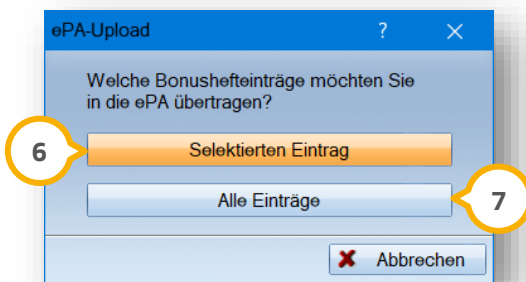 ePA-Upload ?
Welche Bonushefteinträge möchten Sie
in die ePA übertragen?
6 Selektierten Eintrag
Alle Einträge 7
Abbrechen